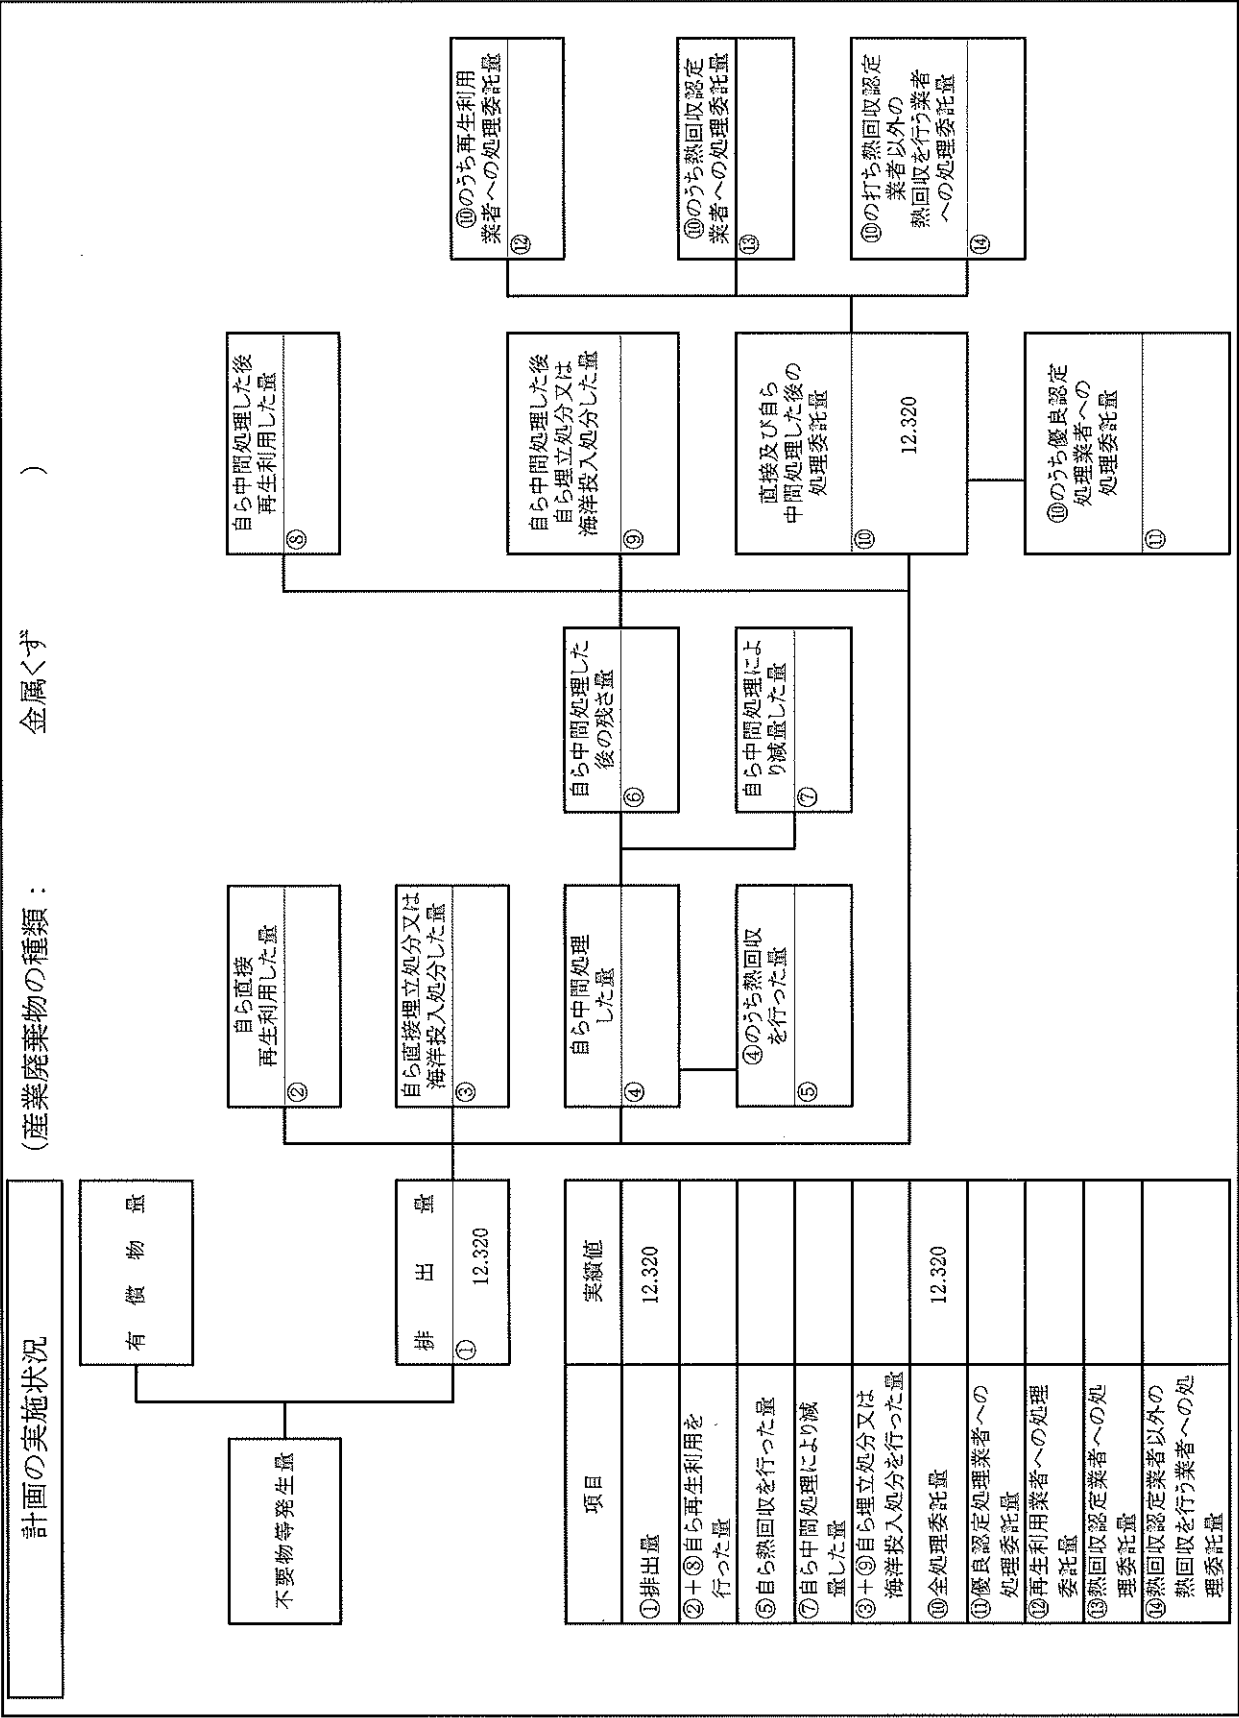 計画の実施状況
(産業廃棄物の種類： 金属くず )
有償物量
不要物等発生量
排出量
①
12.320
自ら直接
再生利用した量
②
自ら直接埋立処分又は
海洋投入処分した量
③
自ら中間処理
した量
④
④のうち熱回収
を行った量
⑤
自ら中間処理した
後の残さ量
⑥
自ら中間処理によ
り減量した量
⑦
自ら中間処理した後
再生利用した量
⑧
自ら中間処理した後
自ら埋立処分又は
海洋投入処分した量
⑨
直接及び自ら
中間処理した後の
処理委託量
⑩
12.320
⑩のうち優良認定
処理業者への
処理委託量
⑪
⑩のうち再生利用
業者への処理委託量
⑫
⑩のうち熱回収認定
業者への処理委託量
⑬
⑩の打ち熱回収認定
業者以外の
熱回収を行う業者
への処理委託量
⑭
項目 実績値
①排出量 12.320
②＋⑧自ら再生利用を
行った量
⑤自ら熱回収を行った量
⑦自ら中間処理により減
量した量
③＋⑨自ら埋立処分又は
海洋投入処分を行った量
⑩全処理委託量 12.320
⑪優良認定処理業者への
処理委託量
⑫再生利用業者への処理
委託量
⑬熱回収認定業者への処
理委託量
⑭熱回収認定業者以外の
熱回収を行う業者への処
理委託量